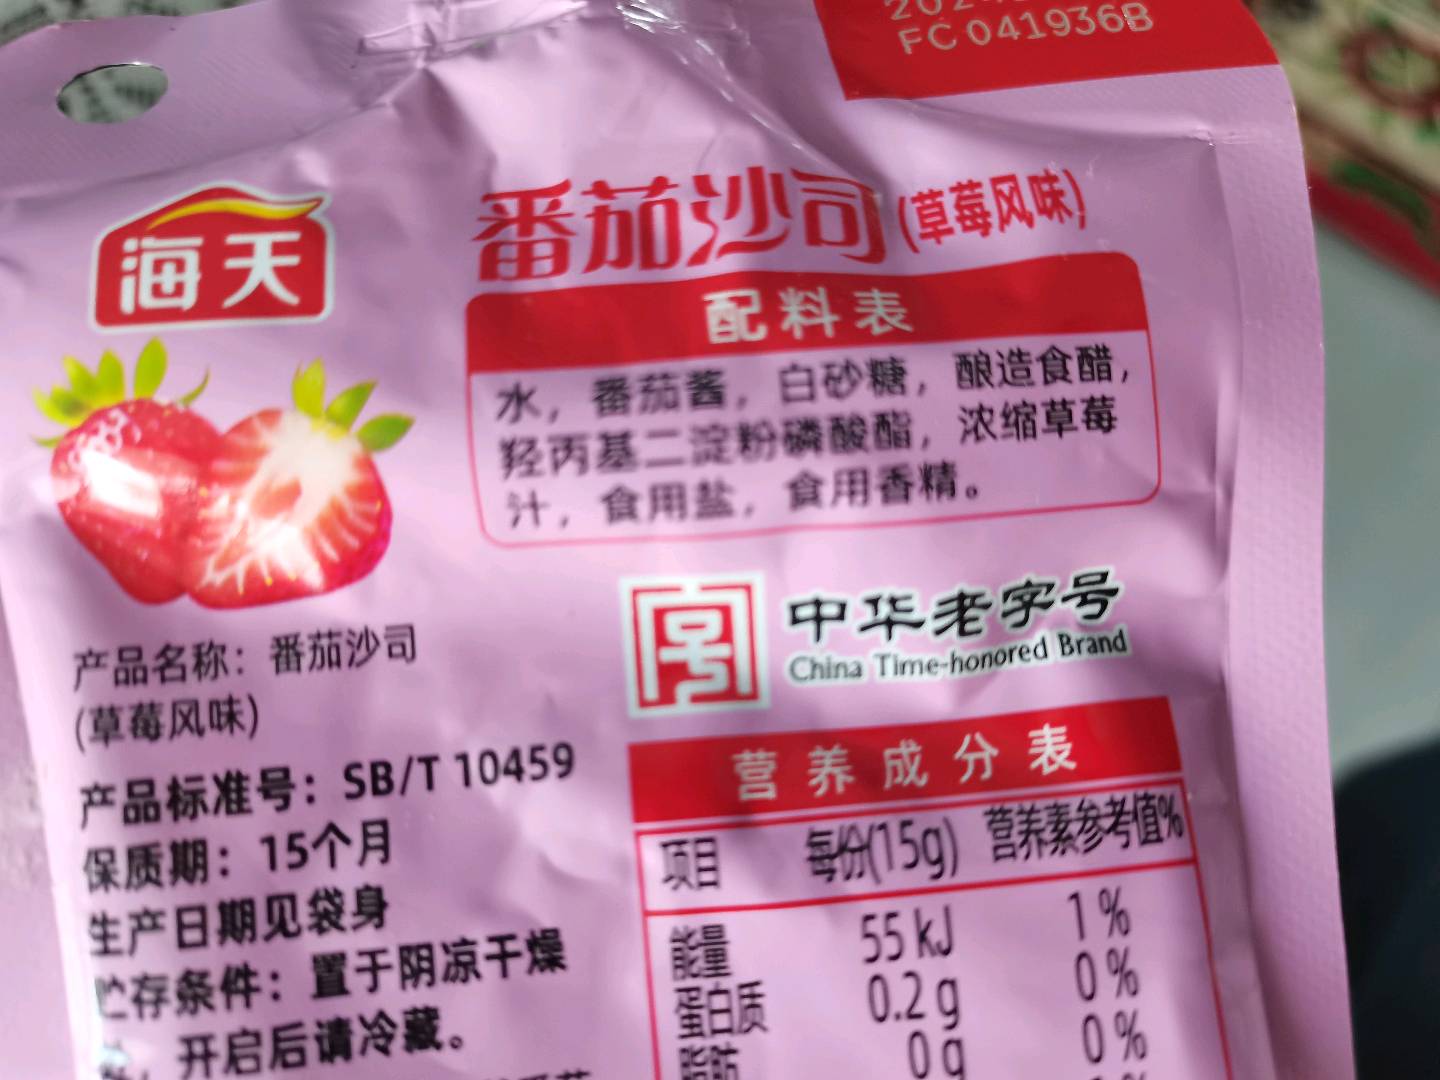 FC 041936B
海天
番茄沙司(草莓风味)
配料表
水，番茄酱，白砂糖，酿造食醋，
羟丙基二淀粉磷酸酯，浓缩草莓
汁，食用盐，食用香精。
中华老字号
China Time-honored Brand
产品名称：番茄沙司
(草莓风味)
产品标准号：SB/T 10459
保质期：15个月
生产日期见袋身
贮存条件：置于阴凉干燥
开启后请冷藏。
营养成分表
项目 每份(15g) 营养素参考值%
能量 55 kJ 1%
蛋白质 0.2 g 0%
脂肪 0 g 0%